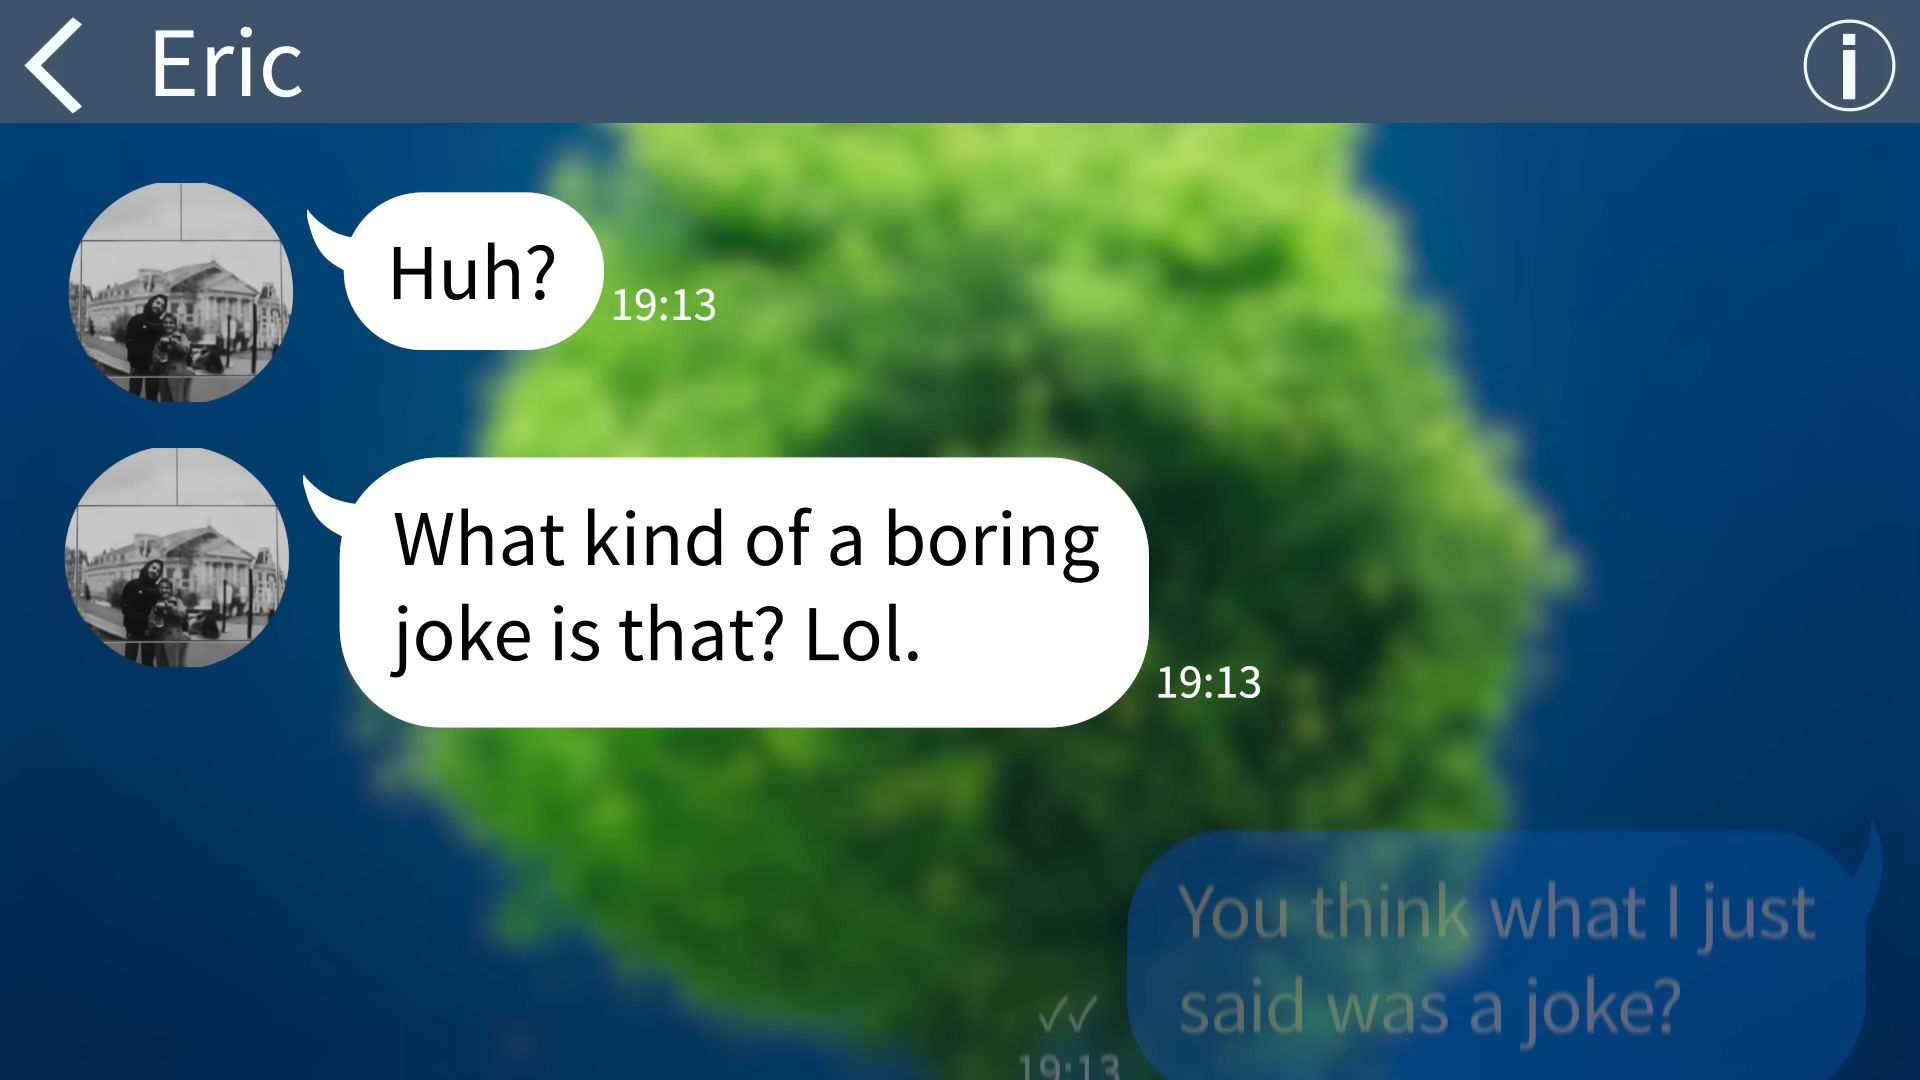 Eric
Huh?
19:13
What kind of a boring
joke is that? Lol.
19:13
You think what I just
said was a joke?
19:13